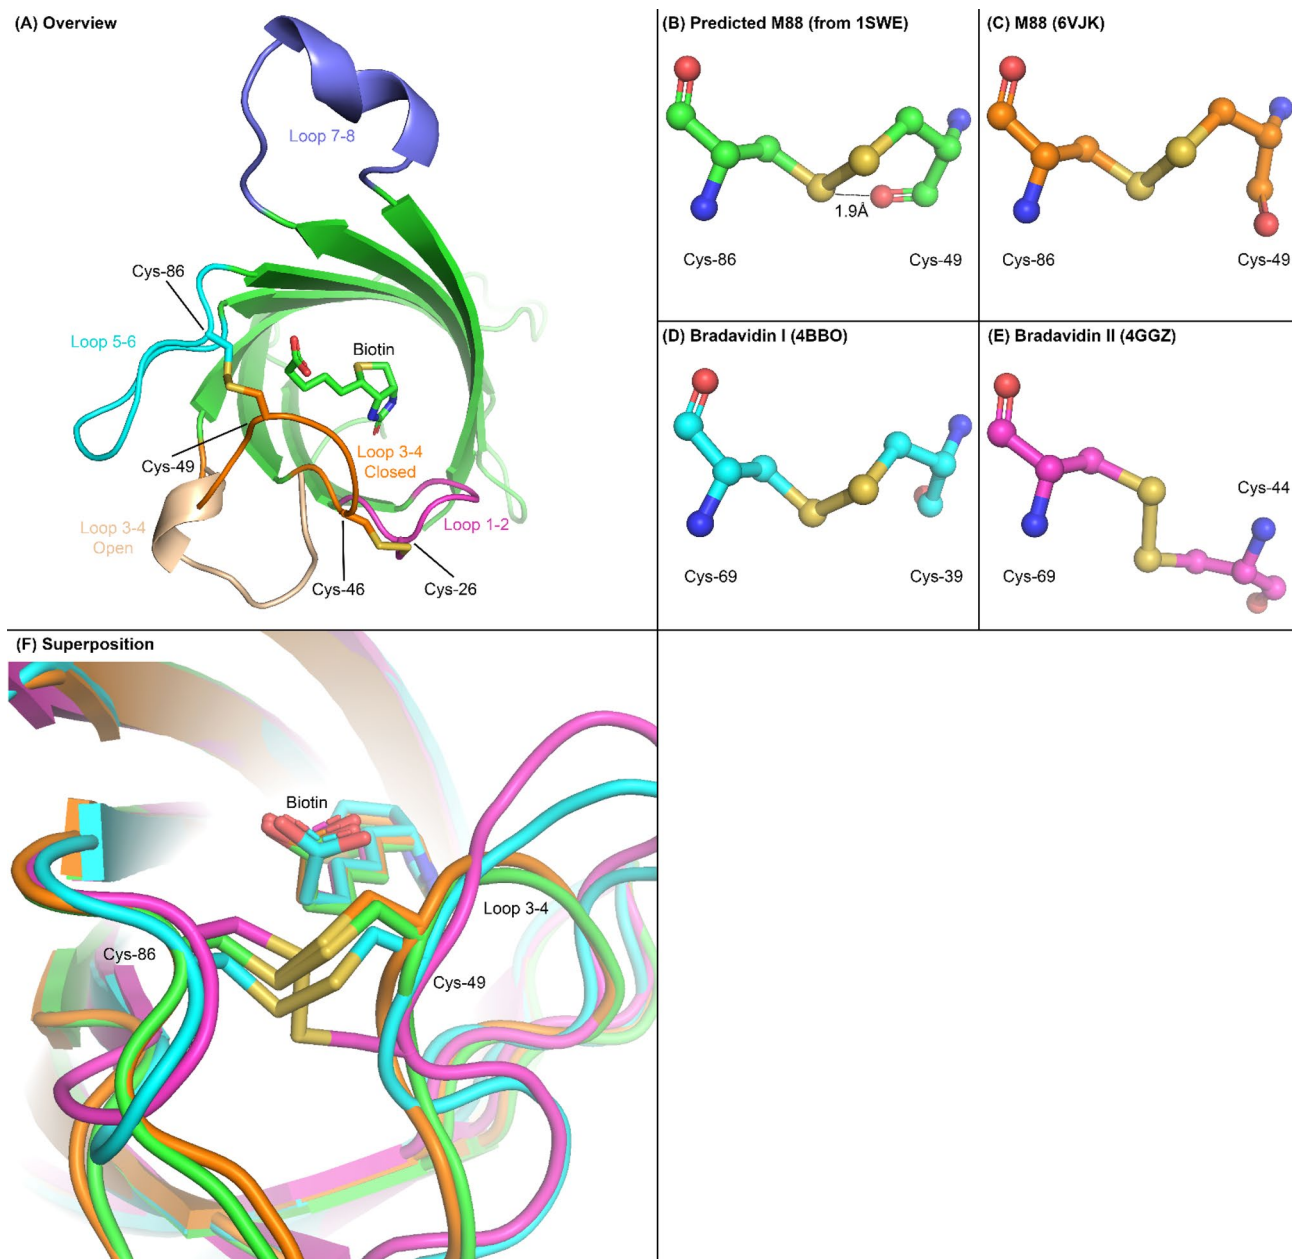 (A) Overview
Loop 7-8
Cys-86
Loop 5-6
Biotin
Cys-49
Loop 3-4
Closed
Loop 3-4
Open
Loop 1-2
Cys-46
Cys-26
(B) Predicted M88 (from 1SWE)
1.9Å
Cys-86
Cys-49
(C) M88 (6VJK)
Cys-86
Cys-49
(D) Bradavidin I (4BBO)
Cys-69
Cys-39
(E) Bradavidin II (4GGZ)
Cys-44
Cys-69
(F) Superposition
Biotin
Loop 3-4
Cys-86
Cys-49